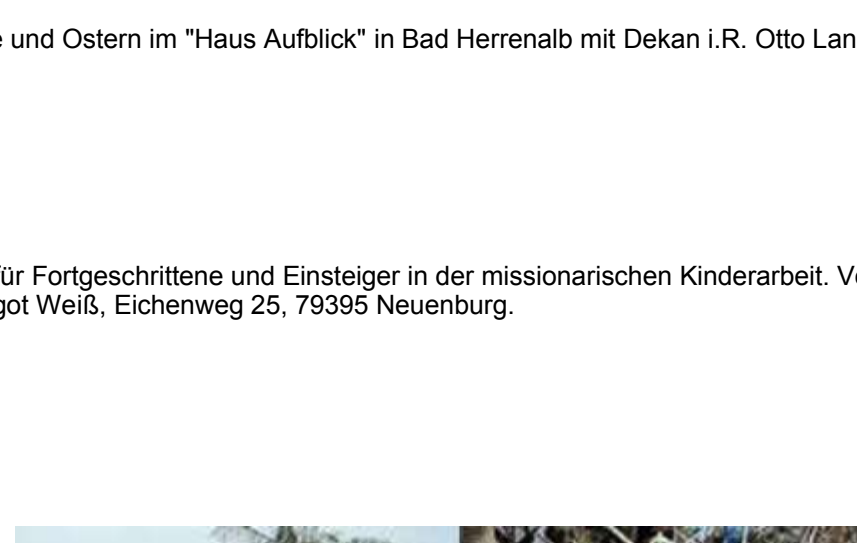 und Ostern im "Haus Aufblick" in Bad Herrenalb mit Dekan i.R. Otto Lan
ür Fortgeschrittene und Einsteiger in der missionarischen Kinderarbeit. V
got Weiß, Eichenweg 25, 79395 Neuenburg.